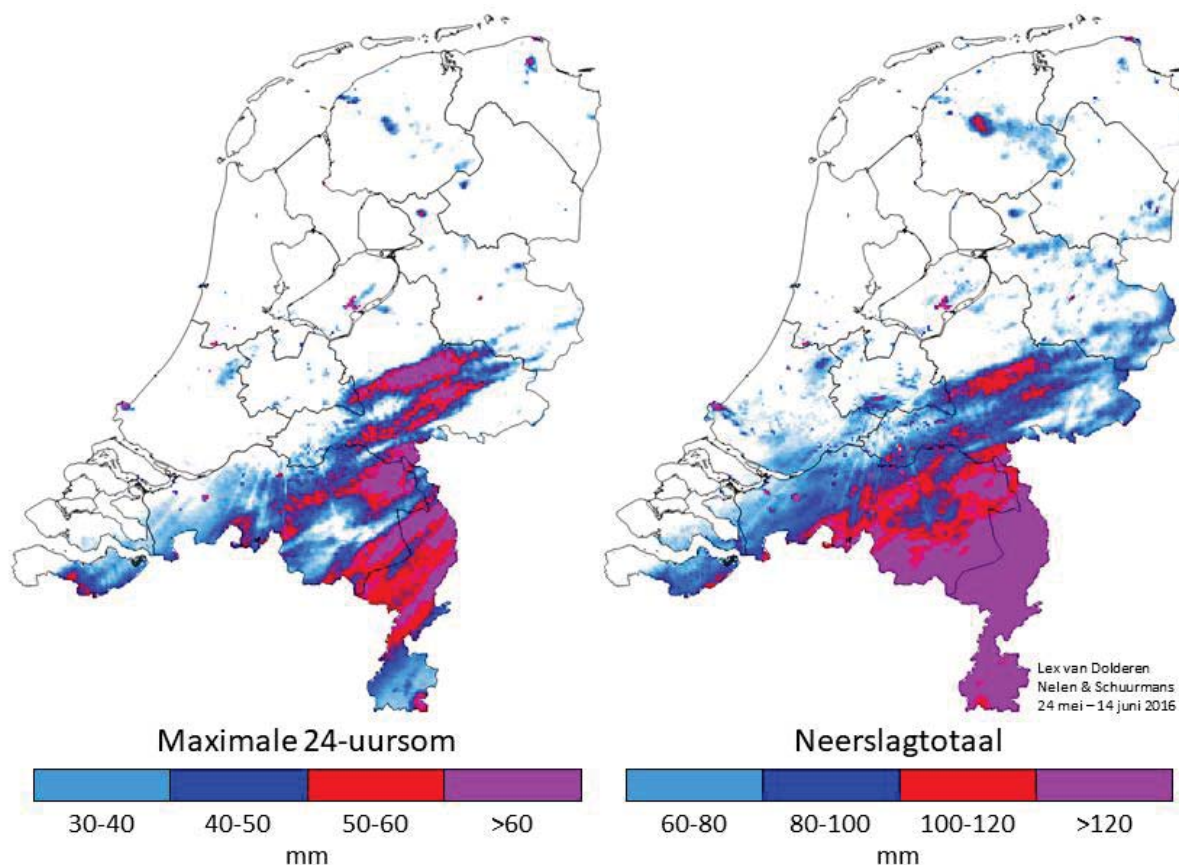 Lex van Dolderen
Nelen & Schuurmans
24 mei – 14 juni 2016
Maximale 24-uursom
30-40 40-50 50-60 >60
mm
Neerslagtotaal
60-80 80-100 100-120 >120
mm